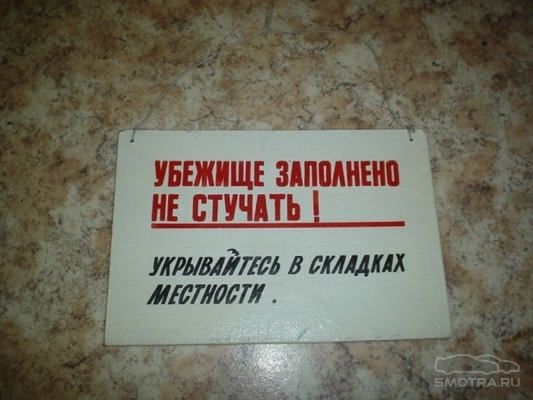 УБЕЖИЩЕ ЗАПОЛНЕНО
НЕ СТУЧАТЬ!
УКРЫВАЙТЕСЬ В СКЛАДКАХ
МЕСТНОСТИ.
SMOTRA.RU